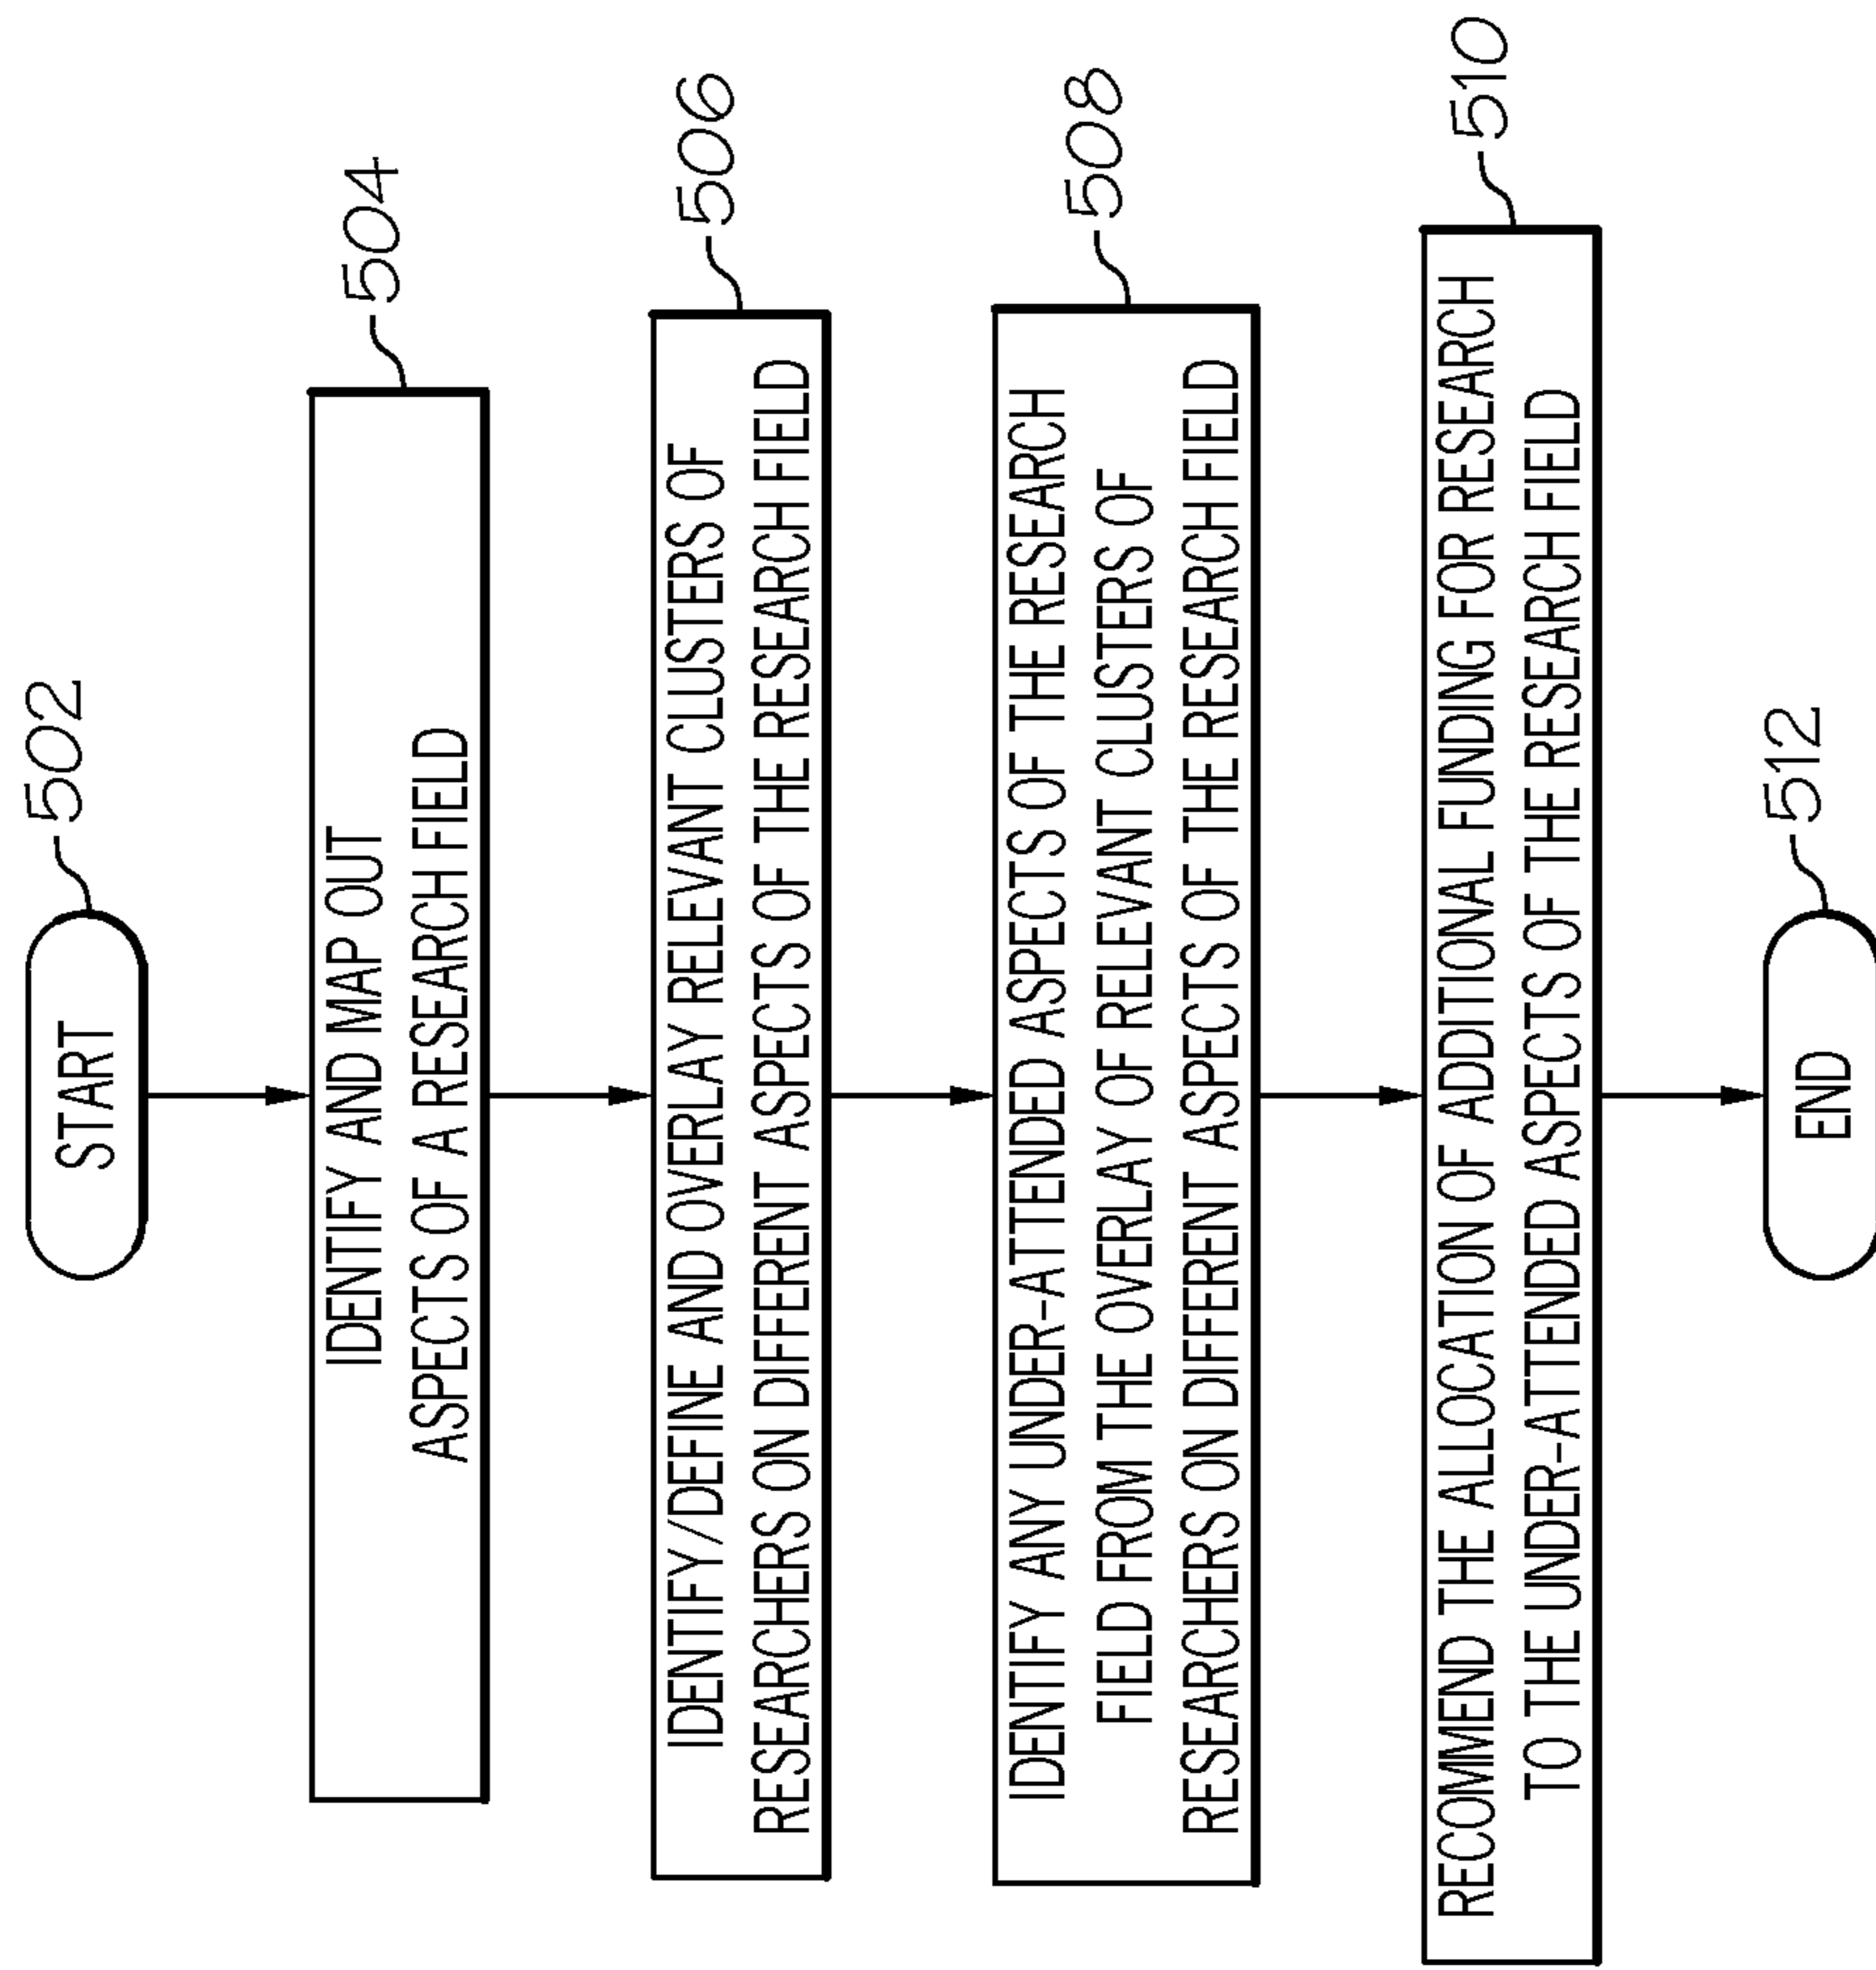 START
502
IDENTIFY AND MAP OUT
ASPECTS OF A RESEARCH FIELD
504
IDENTIFY/DEFINE AND OVERLAY RELEVANT CLUSTERS OF
RESEARCHERS ON DIFFERENT ASPECTS OF THE RESEARCH FIELD
506
IDENTIFY ANY UNDER-ATTENDED ASPECTS OF THE RESEARCH
FIELD FROM THE OVERLAY OF RELEVANT CLUSTERS OF
RESEARCHERS ON DIFFERENT ASPECTS OF THE RESEARCH FIELD
508
RECOMMEND THE ALLOCATION OF ADDITIONAL FUNDING FOR RESEARCH
TO THE UNDER-ATTENDED ASPECTS OF THE RESEARCH FIELD
510
END
512